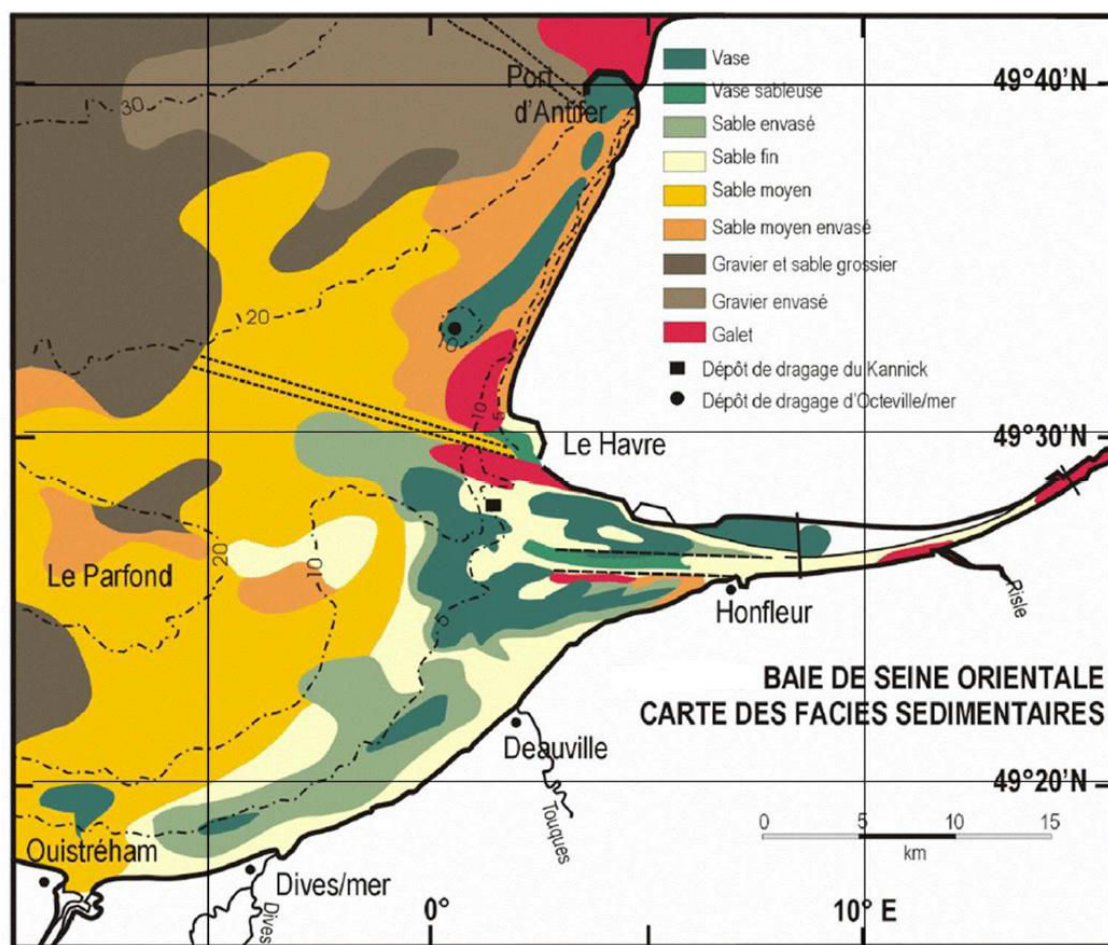 Port
d'Antifer
Vase
Vase sableuse
Sable envasé
Sable fin
Sable moyen
Sable moyen envasé
Gravier et sable grossier
Gravier envasé
Galet
Dépôt de dragage du Kannick
Dépôt de dragage d'Octeville/mer
49°40'N
30
20
10
10
5
Le Havre
49°30'N
Le Parfond
20
10
5
Honfleur
Risle
BAIE DE SEINE ORIENTALE
CARTE DES FACIES SEDIMENTAIRES
Deauville
Touques
49°20'N
0 5 10 15
km
Ouistréham
Dives/mer
Dives
0°
10° E